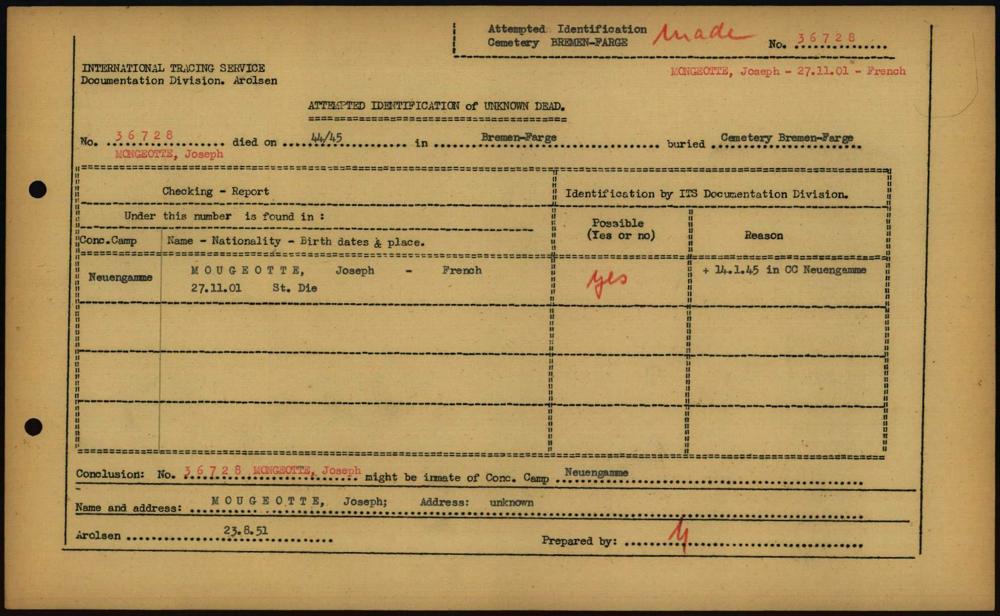 Attempted Identification made
Cemetery BREMEN-FARGE No. 36728
INTERNATIONAL TRACING SERVICE
Documentation Division. Arolsen
MONGEOTTE, Joseph - 27.11.01 - French
ATTEMPTED IDENTIFICATION of UNKNOWN DEAD.
No. 36728 died on 44/45 in Bremen-Farge buried Cemetery Bremen-Farge
MONGEOTTE, Joseph
Checking - Report
Identification by ITS Documentation Division.
Under this number is found in :
Possible
(Yes or no)
Reason
Conc.Camp Name - Nationality - Birth dates & place.
Neuengamme MOUGEOTTE, Joseph - French
27.11.01 St. Die
yes
+ 14.1.45 in CC Neuengamme
Conclusion: No. 36728 MONGEOTTE, Joseph might be inmate of Conc. Camp Neuengamme
Name and address: MOUGEOTTE, Joseph; Address: unknown
Arolsen 23.8.51
Prepared by: